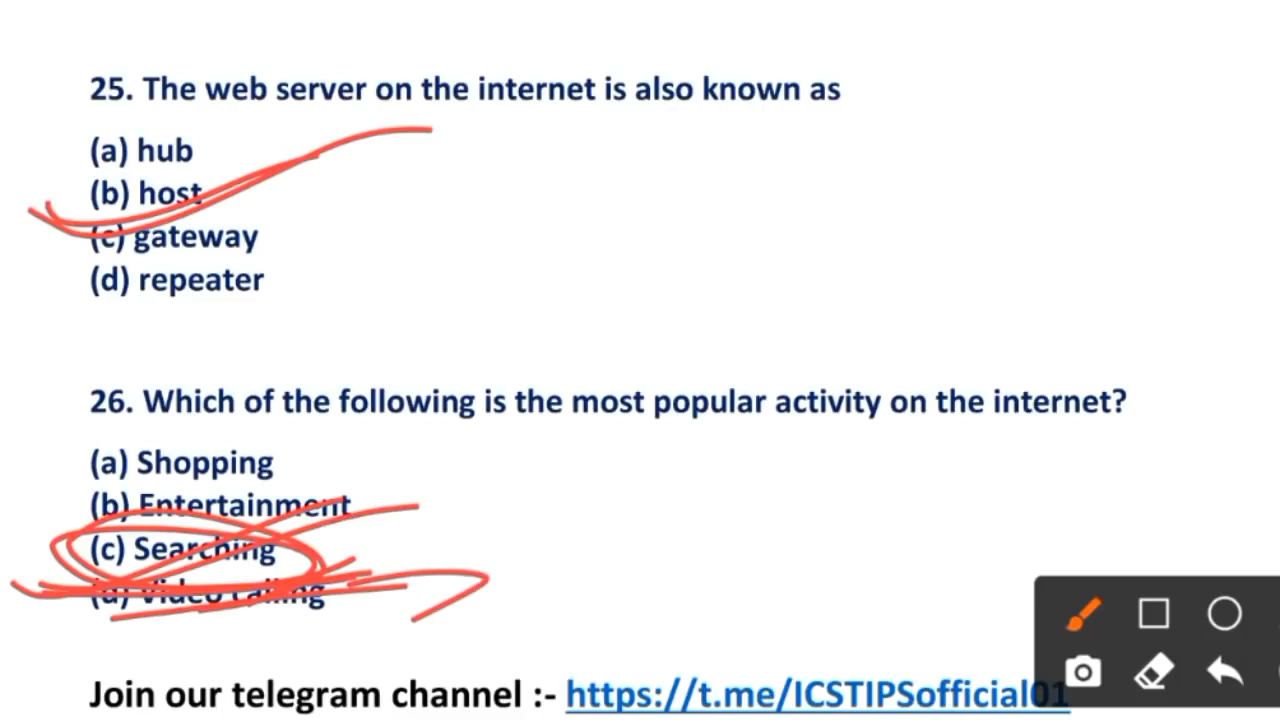 25. The web server on the internet is also known as
(a) hub
(b) host
(c) gateway
(d) repeater
26. Which of the following is the most popular activity on the internet?
(a) Shopping
(b) Entertainment
(c) Searching
(d) Video calling
Join our telegram channel :- https://t.me/ICSTIPSofficial01